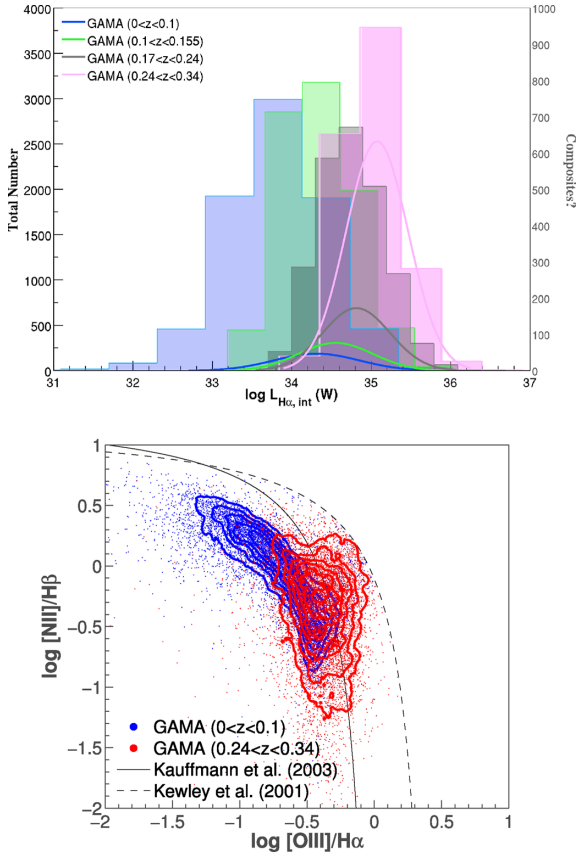 GAMA (0<z<0.1)
GAMA (0.1<z<0.155)
GAMA (0.17<z<0.24)
GAMA (0.24<z<0.34)
4000
3500
3000
2500
2000
1500
1000
500
0
Total Number
1000
900
800
700
600
500
400
300
200
100
0
Composites?
31 32 33 34 35 36 37
log L_Hα, int (W)
1
0.5
0
−0.5
−1
−1.5
−2
log [NII]/Hβ
GAMA (0<z<0.1)
GAMA (0.24<z<0.34)
Kauffmann et al. (2003)
Kewley et al. (2001)
−2 −1.5 −1 −0.5 0 0.5 1
log [OIII]/Hα